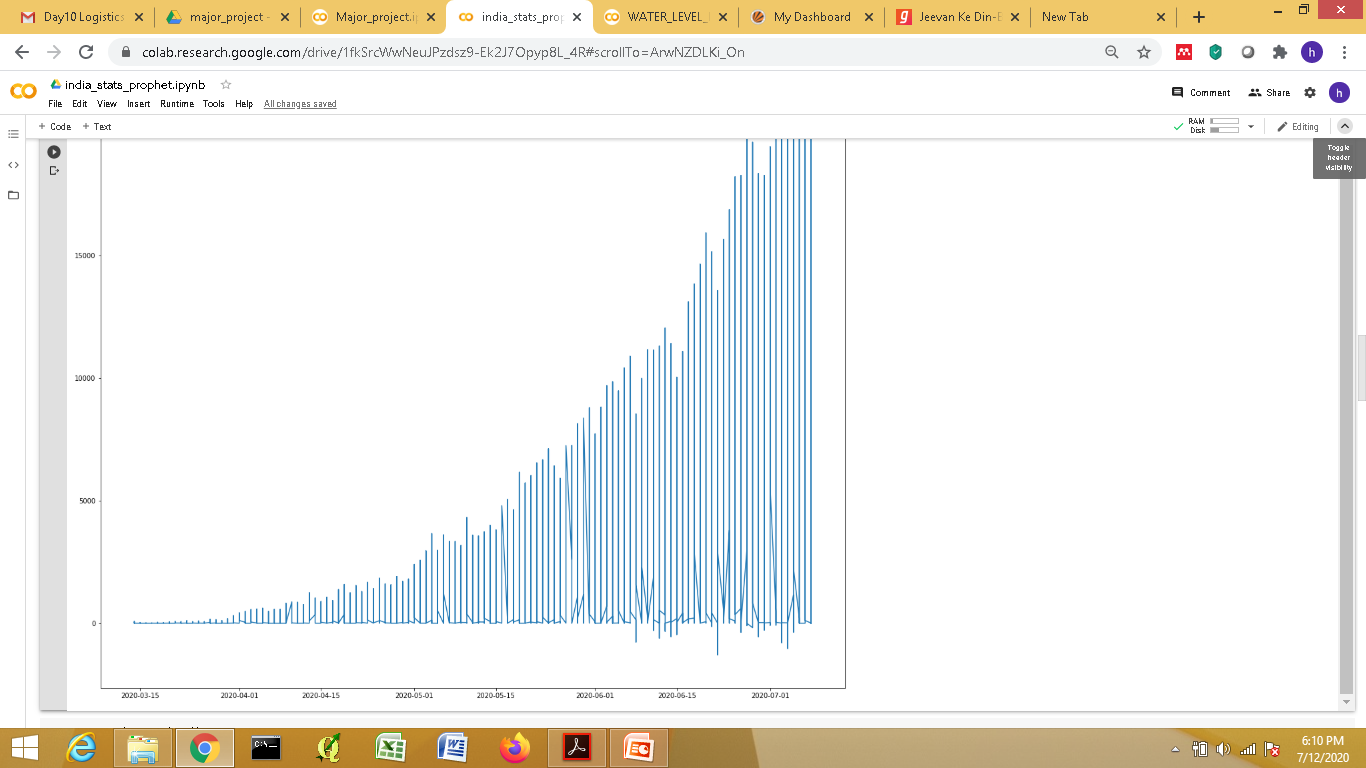 Day10 Logistics
major_project -
Major_project.i
india_stats_prop
WATER_LEVEL_
My Dashboard
Jeevan Ke Din-E
New Tab
colab.research.google.com/drive/1fkSrcWwNeuJPzdsz9-Ek2J7Opyp8L_4R#scrollTo=ArwNZDLKi_On
h
india_stats_prophet.ipynb
File Edit View Insert Runtime Tools Help All changes saved
Comment
Share
h
+ Code + Text
RAM
Disk
Editing
Toggle
header
visibility
15000
10000
5000
0
2020-03-15 2020-04-01 2020-04-15 2020-05-01 2020-05-15 2020-06-01 2020-06-15 2020-07-01
6:10 PM
7/12/2020